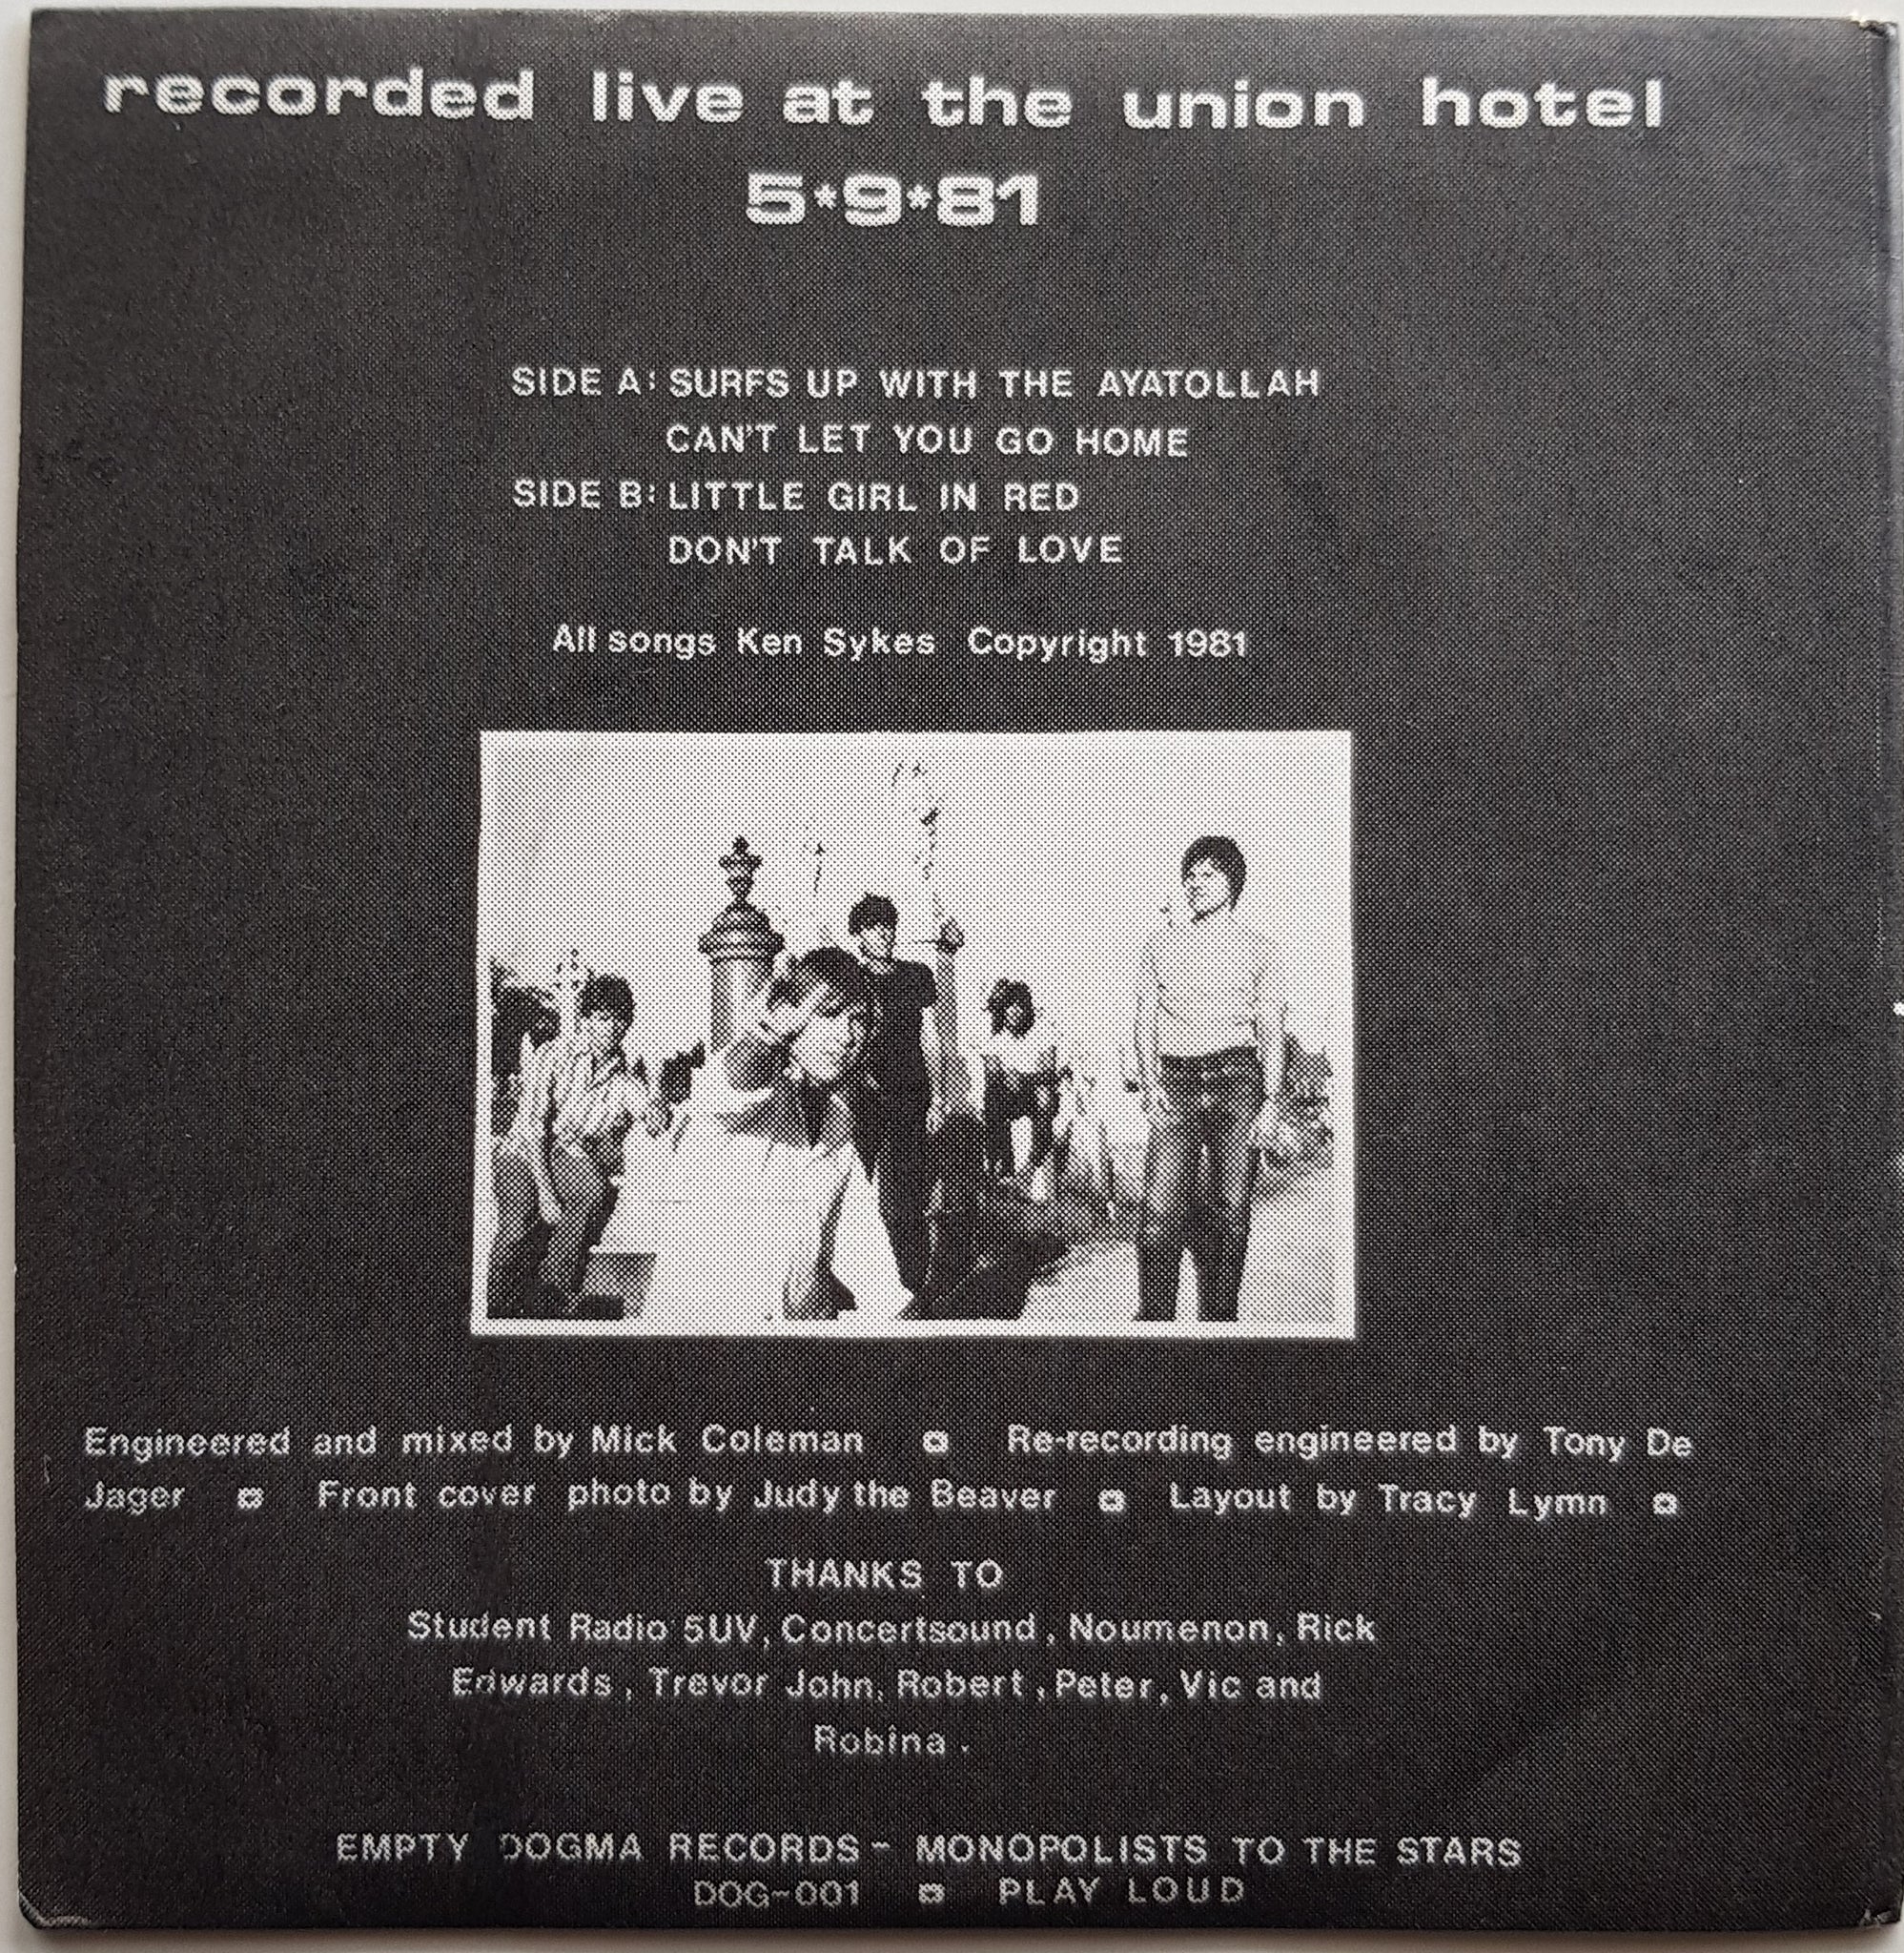 recorded live at the union hotel
5*9*81
SIDE A: SURFS UP WITH THE AYATOLLAH
CAN'T LET YOU GO HOME
SIDE B: LITTLE GIRL IN RED
DON'T TALK OF LOVE
All songs Ken Sykes Copyright 1981
Engineered and mixed by Mick Coleman Re-recording engineered by Tony De
Jager Front cover photo by Judy the Beaver Layout by Tracy Lymn
THANKS TO
Student Radio 5UV, Concertsound, Noumenon, Rick
Edwards, Trevor John, Robert, Peter, Vic and
Robina.
EMPTY DOGMA RECORDS - MONOPOLISTS TO THE STARS
DOG-001 PLAY LOUD